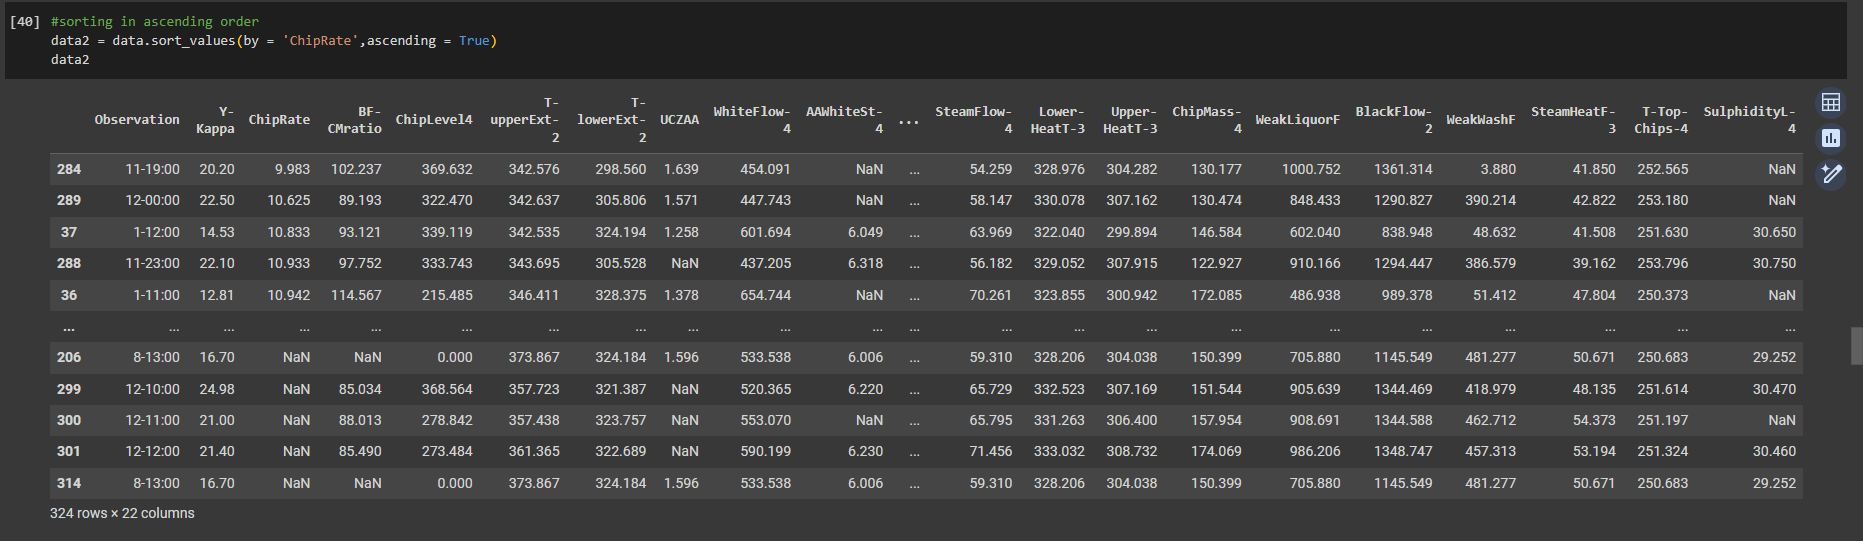 [40] #sorting in ascending order
data2 = data.sort_values(by = 'ChipRate',ascending = True)
data2
Observation Y-Kappa ChipRate BF-CMratio ChipLevel4 T-upperExt-2 T-lowerExt-2 UCZAA WhiteFlow-4 AAWhiteSt-4 ... SteamFlow-4 Lower-HeatT-3 Upper-HeatT-3 ChipMass-4 WeakLiquorF BlackFlow-2 WeakWashF SteamHeatF-3 T-Top-Chips-4 SulphidityL-4
284 11-19:00 20.20 9.983 102.237 369.632 342.576 298.560 1.639 454.091 NaN ... 54.259 328.976 304.282 130.177 1000.752 1361.314 3.880 41.850 252.565 NaN
289 12-00:00 22.50 10.625 89.193 322.470 342.637 305.806 1.571 447.743 NaN ... 58.147 330.078 307.162 130.474 848.433 1290.827 390.214 42.822 253.180 NaN
37 1-12:00 14.53 10.833 93.121 339.119 342.535 324.194 1.258 601.694 6.049 ... 63.969 322.040 299.894 146.584 602.040 838.948 48.632 41.508 251.630 30.650
288 11-23:00 22.10 10.933 97.752 333.743 343.695 305.528 NaN 437.205 6.318 ... 56.182 329.052 307.915 122.927 910.166 1294.447 386.579 39.162 253.796 30.750
36 1-11:00 12.81 10.942 114.567 215.485 346.411 328.375 1.378 654.744 NaN ... 70.261 323.855 300.942 172.085 486.938 989.378 51.412 47.804 250.373 NaN
... ... ... ... ... ... ... ... ... ... ... ... ... ... ... ... ... ... ... ... ... ...
206 8-13:00 16.70 NaN NaN 0.000 373.867 324.184 1.596 533.538 6.006 ... 59.310 328.206 304.038 150.399 705.880 1145.549 481.277 50.671 250.683 29.252
299 12-10:00 24.98 NaN 85.034 368.564 357.723 321.387 NaN 520.365 6.220 ... 65.729 332.523 307.169 151.544 905.639 1344.469 418.979 48.135 251.614 30.470
300 12-11:00 21.00 NaN 88.013 278.842 357.438 323.757 NaN 553.070 NaN ... 65.795 331.263 306.400 157.954 908.691 1344.588 462.712 54.373 251.197 NaN
301 12-12:00 21.40 NaN 85.490 273.484 361.365 322.689 NaN 590.199 6.230 ... 71.456 333.032 308.732 174.069 986.206 1348.747 457.313 53.194 251.324 30.460
314 8-13:00 16.70 NaN NaN 0.000 373.867 324.184 1.596 533.538 6.006 ... 59.310 328.206 304.038 150.399 705.880 1145.549 481.277 50.671 250.683 29.252
324 rows × 22 columns